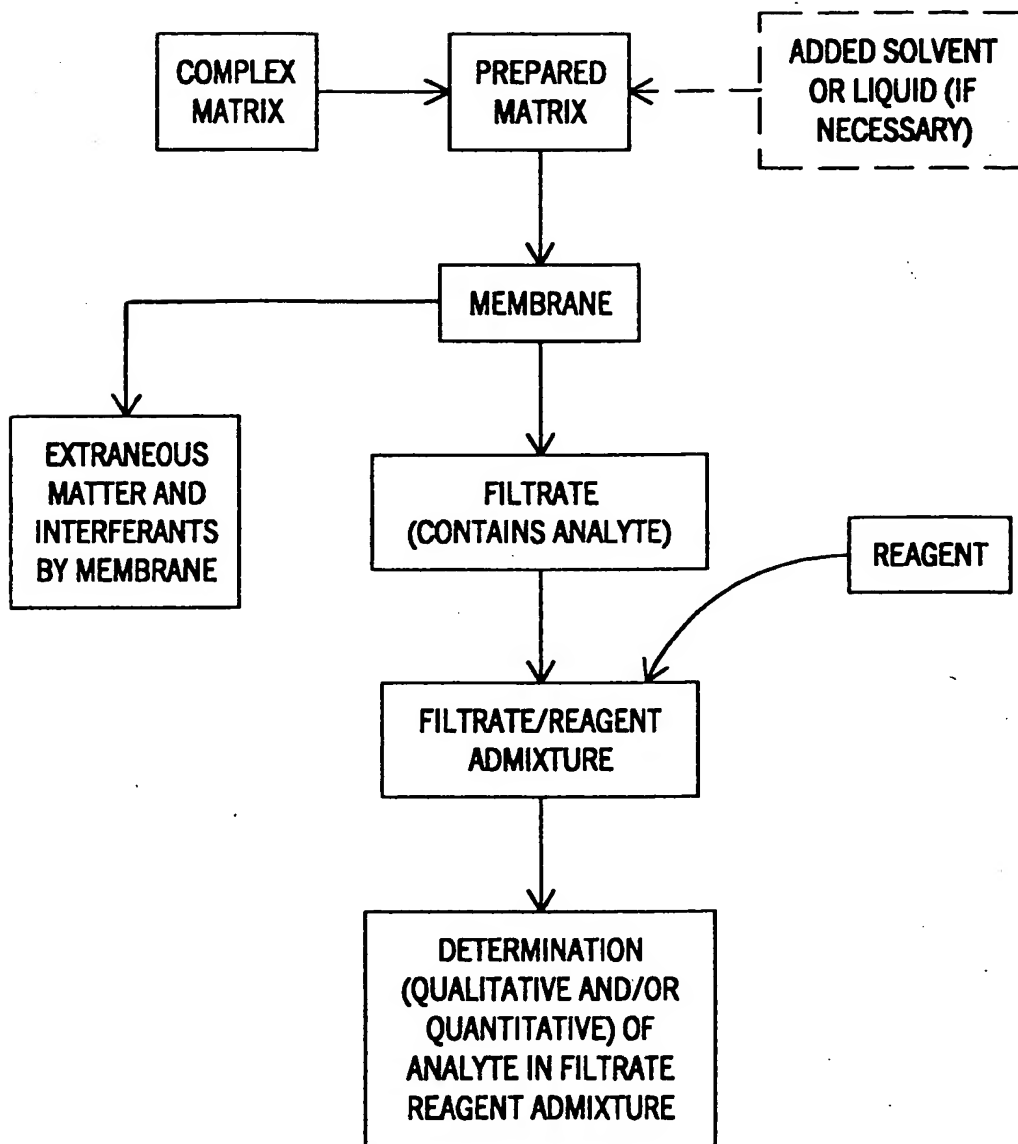 COMPLEX
MATRIX
PREPARED
MATRIX
ADDED SOLVENT
OR LIQUID (IF
NECESSARY)
MEMBRANE
EXTRANEOUS
MATTER AND
INTERFERANTS
BY MEMBRANE
FILTRATE
(CONTAINS ANALYTE)
REAGENT
FILTRATE/REAGENT
ADMIXTURE
DETERMINATION
(QUALITATIVE AND/OR
QUANTITATIVE) OF
ANALYTE IN FILTRATE
REAGENT ADMIXTURE